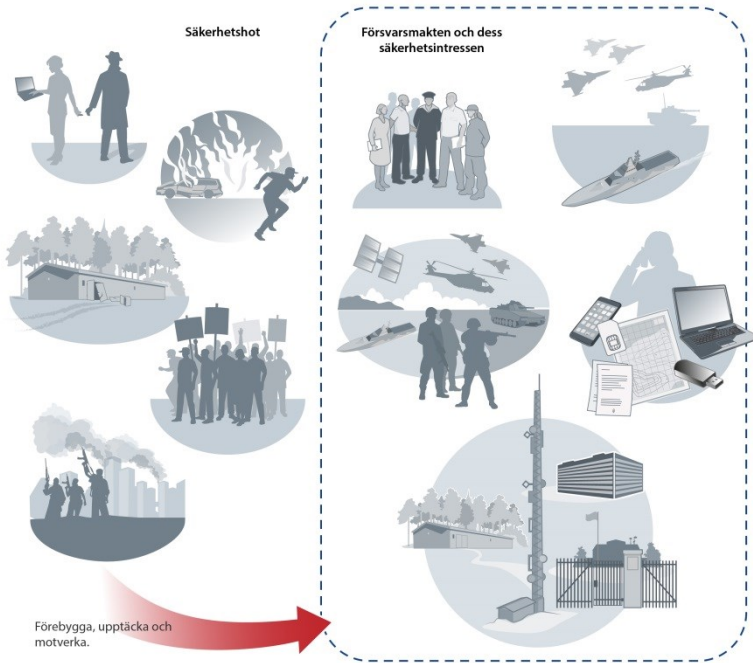 Säkerhetshot
Försvarsmakten och dess
säkerhetsintressen
Förebygga, upptäcka och
motverka.